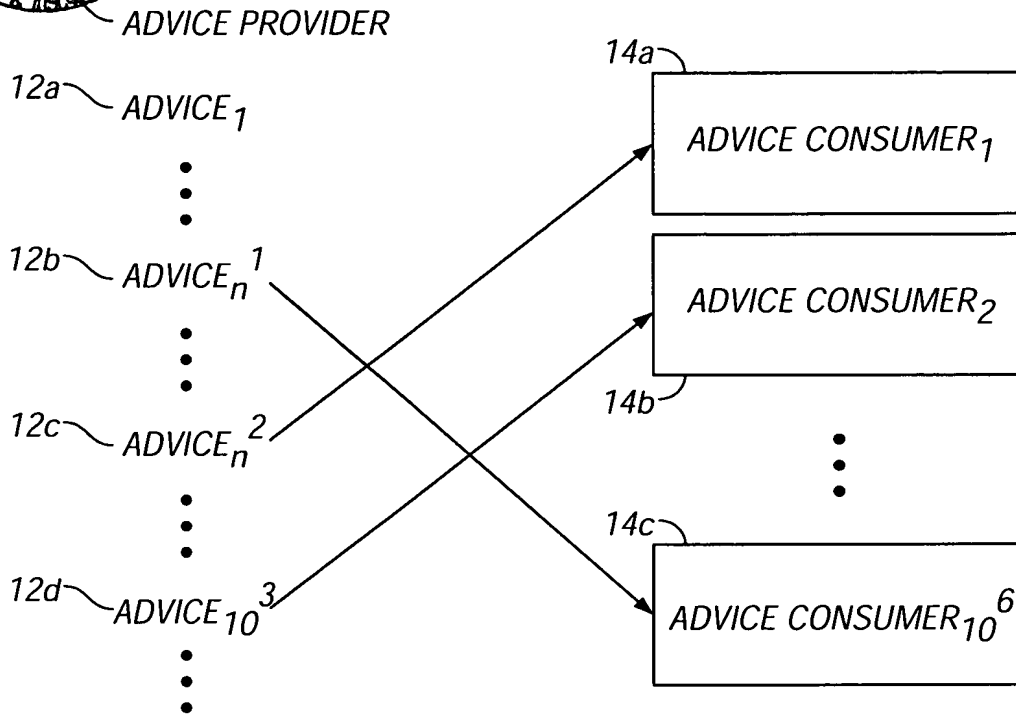 ADVICE PROVIDER
12a
ADVICE1
12b
ADVICEn1
12c
ADVICEn2
12d
ADVICE103
14a
ADVICE CONSUMER1
ADVICE CONSUMER2
14b
14c
ADVICE CONSUMER106